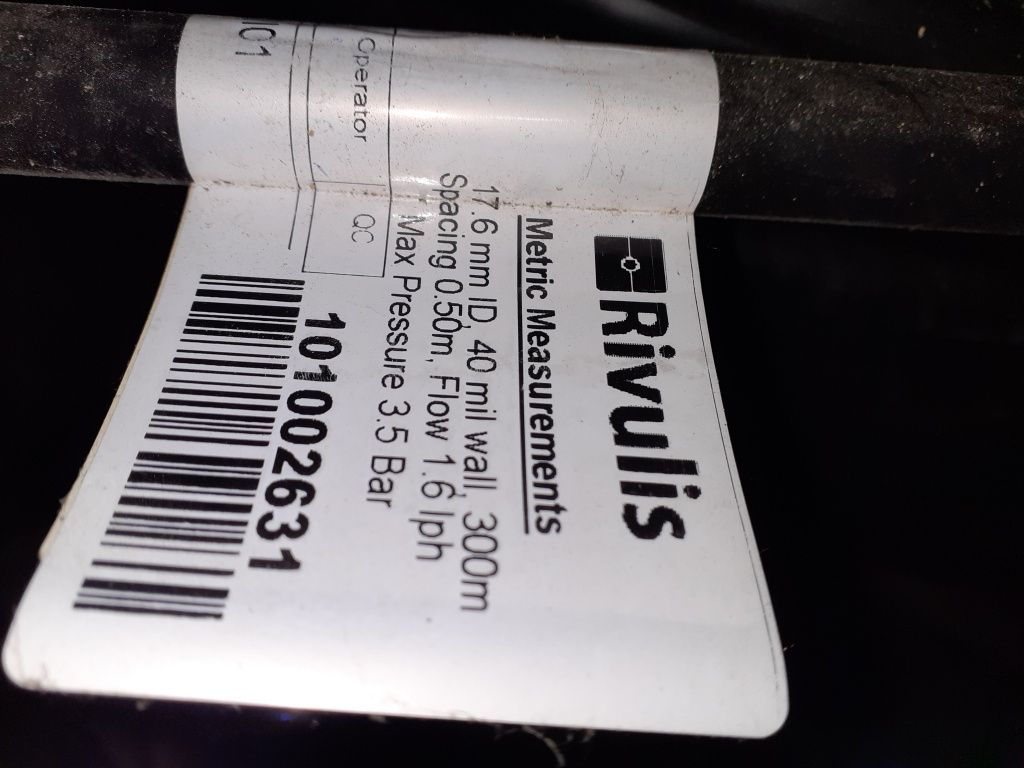 Rivulis
Metric Measurements
17.6 mm ID, 40 mil wall, 300m
Spacing 0.50m, Flow 1.6 lph
Max Pressure 3.5 Bar
Operator
QC
101002631